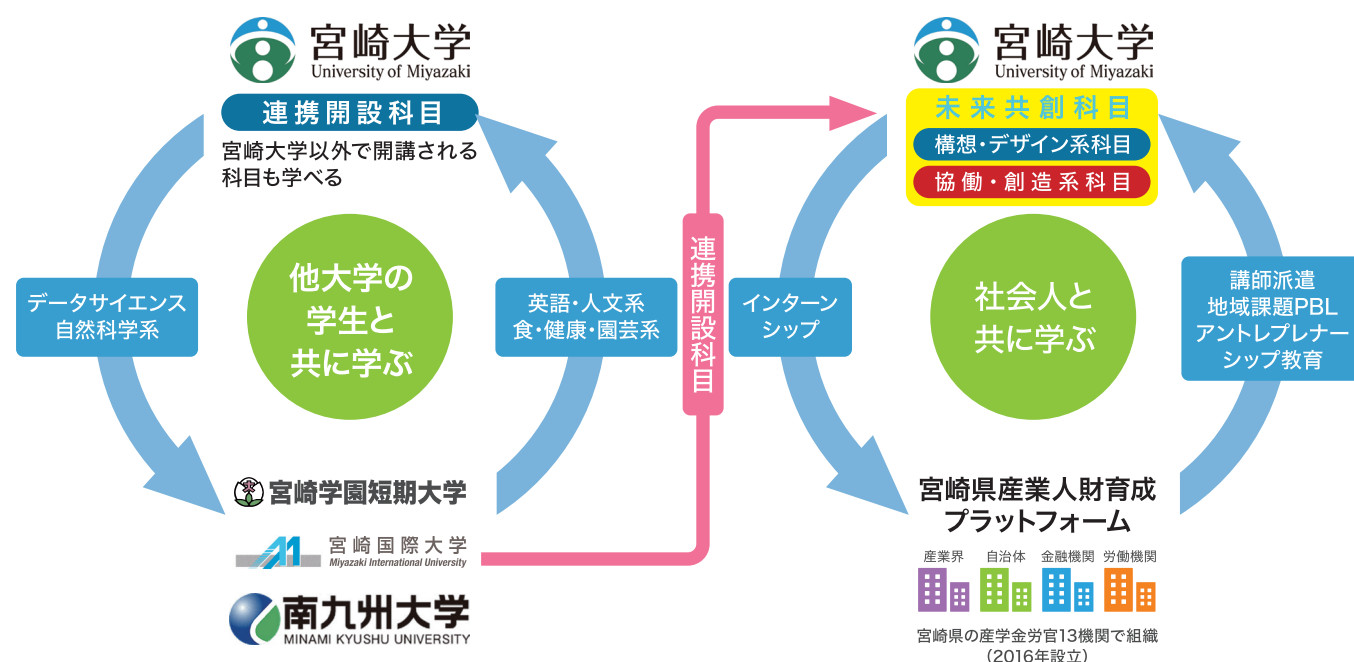 宮崎大学
University of Miyazaki
連携開設科目
宮崎大学以外で開講される
科目も学べる
他大学の
学生と
共に学ぶ
データサイエンス
自然科学系
英語・人文系
食・健康・園芸系
宮崎学園短期大学
宮崎国際大学
Miyazaki International University
南九州大学
MINAMI KYUSHU UNIVERSITY
連携開設科目
宮崎大学
University of Miyazaki
未来共創科目
構想・デザイン系科目
協働・創造系科目
社会人と
共に学ぶ
インターン
シップ
講師派遣
地域課題PBL
アントレプレナー
シップ教育
宮崎県産業人財育成
プラットフォーム
産業界 自治体 金融機関 労働機関
宮崎県の産学金労官13機関で組織
（2016年設立）